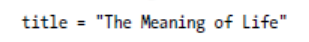 title = "The Meaning of Life"